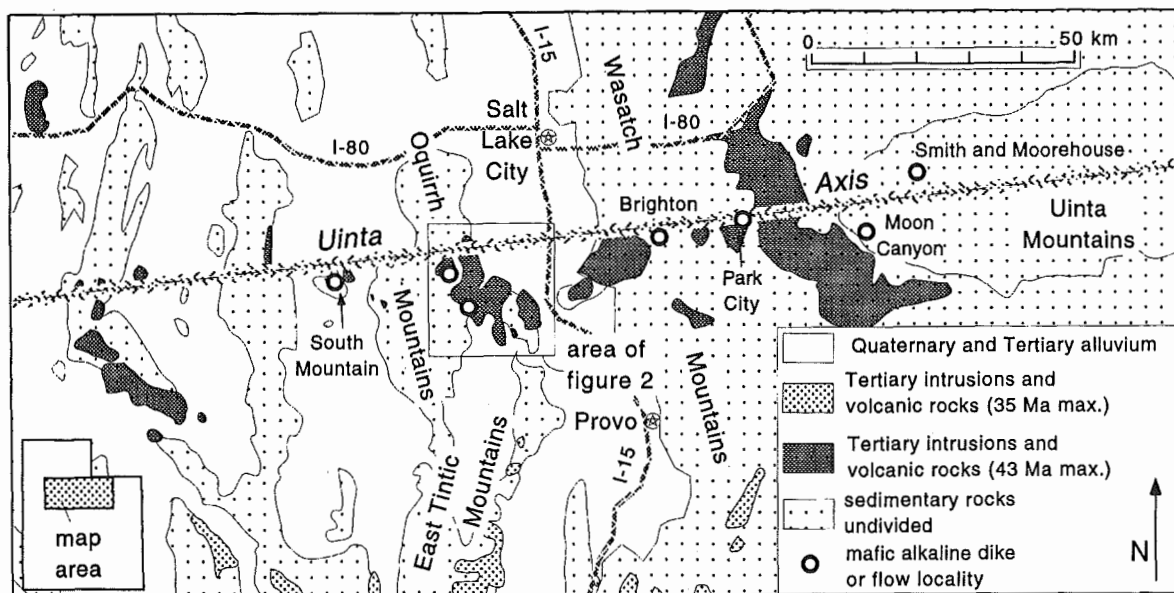 0 50 km
I-15
Wasatch
Salt
Lake
City
I-80
I-80
Oquirrh
Smith and Moorehouse
Axis
Brighton
Uinta
Uinta
Mountains
Moon
Canyon
Park
City
South
Mountain
Mountains
area of
figure 2
Provo
Mountains
I-15
East Tintic
Mountains
Quaternary and Tertiary alluvium
Tertiary intrusions and
volcanic rocks (35 Ma max.)
Tertiary intrusions and
volcanic rocks (43 Ma max.)
sedimentary rocks
undivided
mafic alkaline dike
or flow locality
N
map
area